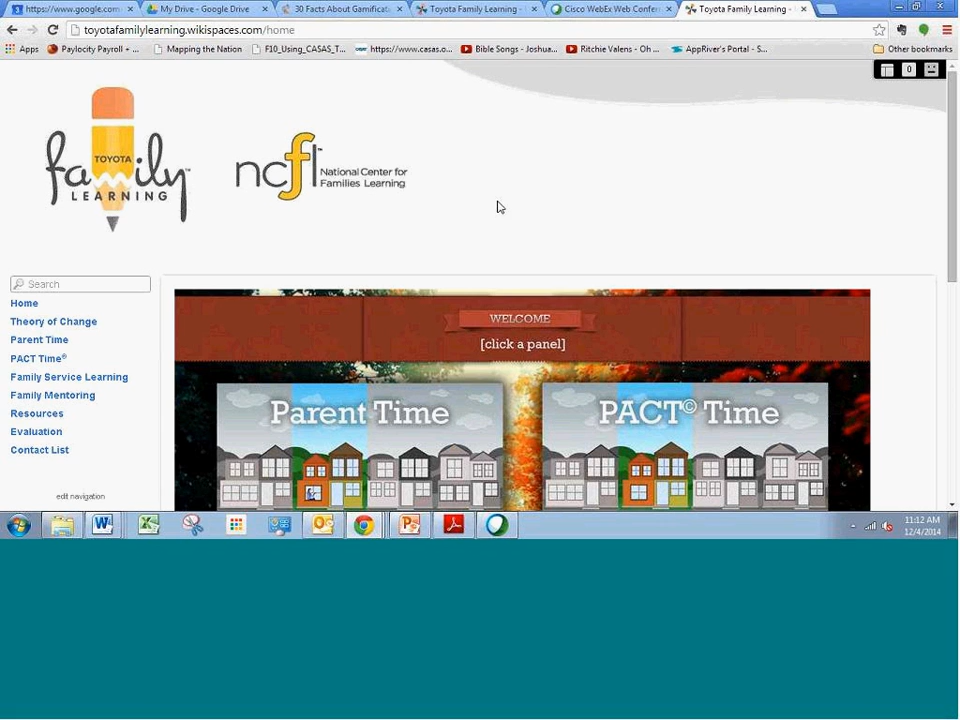 https://www.google.com
My Drive - Google Drive
30 Facts About Gamificat
Toyota Family Learning -
Cisco WebEx Web Confer
Toyota Family Learning -
toyotafamilylearning.wikispaces.com/home
Apps
Paylocity Payroll + ...
Mapping the Nation
F10_Using_CASAS_T...
https://www.casas.o...
Bible Songs - Joshua...
Ritchie Valens - Oh ...
AppRiver's Portal - S...
Other bookmarks
0
TOYOTA
family™
LEARNING
ncfl™
National Center for
Families Learning
Search
Home
Theory of Change
Parent Time
PACT Time®
Family Service Learning
Family Mentoring
Resources
Evaluation
Contact List
edit navigation
WELCOME
[click a panel]
Parent Time
PACT© Time
11:12 AM
12/4/2014